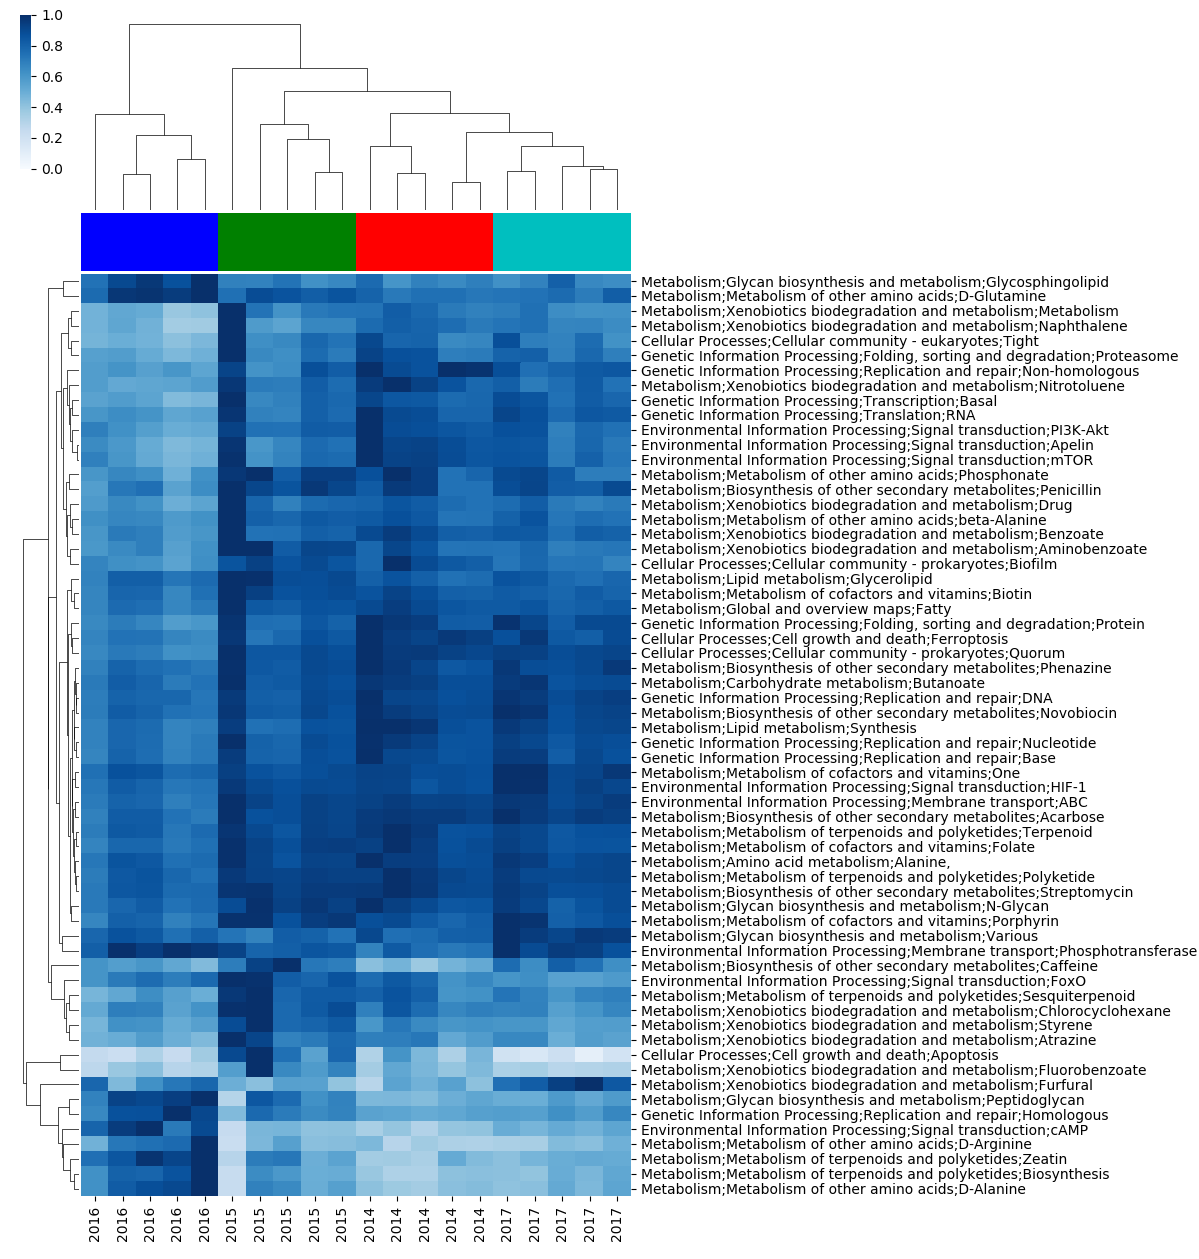 1.0
0.8
0.6
0.4
0.2
0.0
Metabolism;Glycan biosynthesis and metabolism;Glycosphingolipid
Metabolism;Metabolism of other amino acids;D-Glutamine
Metabolism;Xenobiotics biodegradation and metabolism;Metabolism
Metabolism;Xenobiotics biodegradation and metabolism;Naphthalene
Cellular Processes;Cellular community - eukaryotes;Tight
Genetic Information Processing;Folding, sorting and degradation;Proteasome
Genetic Information Processing;Replication and repair;Non-homologous
Metabolism;Xenobiotics biodegradation and metabolism;Nitrotoluene
Genetic Information Processing;Transcription;Basal
Genetic Information Processing;Translation;RNA
Environmental Information Processing;Signal transduction;PI3K-Akt
Environmental Information Processing;Signal transduction;Apelin
Environmental Information Processing;Signal transduction;mTOR
Metabolism;Metabolism of other amino acids;Phosphonate
Metabolism;Biosynthesis of other secondary metabolites;Penicillin
Metabolism;Xenobiotics biodegradation and metabolism;Drug
Metabolism;Metabolism of other amino acids;beta-Alanine
Metabolism;Xenobiotics biodegradation and metabolism;Benzoate
Metabolism;Xenobiotics biodegradation and metabolism;Aminobenzoate
Cellular Processes;Cellular community - prokaryotes;Biofilm
Metabolism;Lipid metabolism;Glycerolipid
Metabolism;Metabolism of cofactors and vitamins;Biotin
Metabolism;Global and overview maps;Fatty
Genetic Information Processing;Folding, sorting and degradation;Protein
Cellular Processes;Cell growth and death;Ferroptosis
Cellular Processes;Cellular community - prokaryotes;Quorum
Metabolism;Biosynthesis of other secondary metabolites;Phenazine
Metabolism;Carbohydrate metabolism;Butanoate
Genetic Information Processing;Replication and repair;DNA
Metabolism;Biosynthesis of other secondary metabolites;Novobiocin
Metabolism;Lipid metabolism;Synthesis
Genetic Information Processing;Replication and repair;Nucleotide
Genetic Information Processing;Replication and repair;Base
Metabolism;Metabolism of cofactors and vitamins;One
Environmental Information Processing;Signal transduction;HIF-1
Environmental Information Processing;Membrane transport;ABC
Metabolism;Biosynthesis of other secondary metabolites;Acarbose
Metabolism;Metabolism of terpenoids and polyketides;Terpenoid
Metabolism;Metabolism of cofactors and vitamins;Folate
Metabolism;Amino acid metabolism;Alanine,
Metabolism;Metabolism of terpenoids and polyketides;Polyketide
Metabolism;Biosynthesis of other secondary metabolites;Streptomycin
Metabolism;Glycan biosynthesis and metabolism;N-Glycan
Metabolism;Metabolism of cofactors and vitamins;Porphyrin
Metabolism;Glycan biosynthesis and metabolism;Various
Environmental Information Processing;Membrane transport;Phosphotransferase
Metabolism;Biosynthesis of other secondary metabolites;Caffeine
Environmental Information Processing;Signal transduction;FoxO
Metabolism;Metabolism of terpenoids and polyketides;Sesquiterpenoid
Metabolism;Xenobiotics biodegradation and metabolism;Chlorocyclohexane
Metabolism;Xenobiotics biodegradation and metabolism;Styrene
Metabolism;Xenobiotics biodegradation and metabolism;Atrazine
Cellular Processes;Cell growth and death;Apoptosis
Metabolism;Xenobiotics biodegradation and metabolism;Fluorobenzoate
Metabolism;Xenobiotics biodegradation and metabolism;Furfural
Metabolism;Glycan biosynthesis and metabolism;Peptidoglycan
Genetic Information Processing;Replication and repair;Homologous
Environmental Information Processing;Signal transduction;cAMP
Metabolism;Metabolism of other amino acids;D-Arginine
Metabolism;Metabolism of terpenoids and polyketides;Zeatin
Metabolism;Metabolism of terpenoids and polyketides;Biosynthesis
Metabolism;Metabolism of other amino acids;D-Alanine
2016
2016
2016
2016
2016
2015
2015
2015
2015
2015
2014
2014
2014
2014
2014
2017
2017
2017
2017
2017